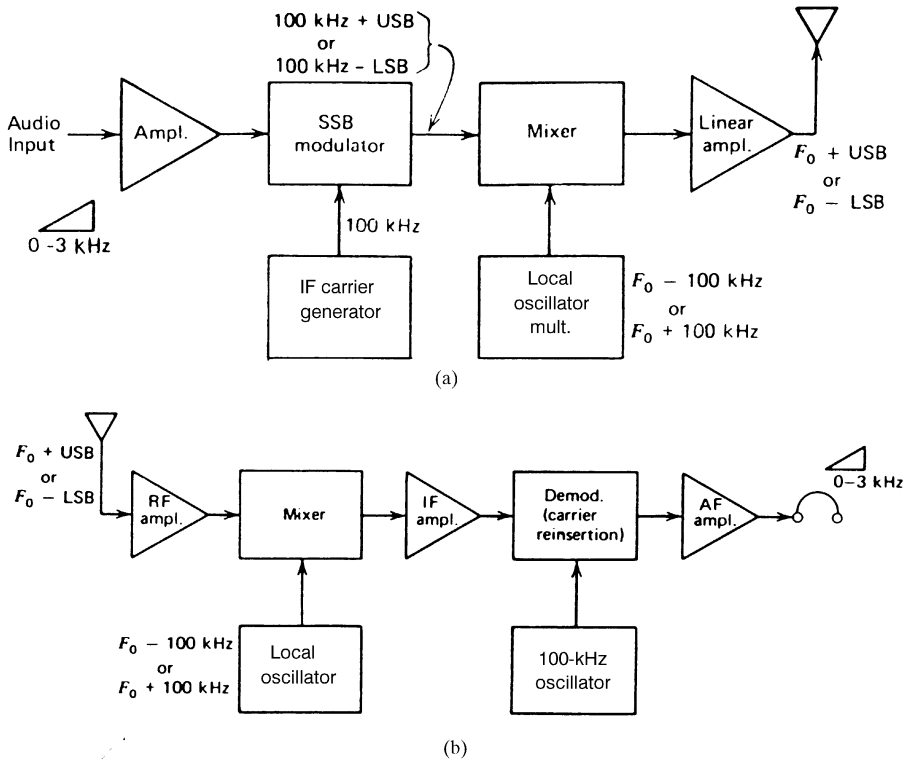 100 kHz + USB
or
100 kHz − LSB
Audio
Input
Ampl.
SSB
modulator
Mixer
Linear
ampl.
F₀ + USB
or
F₀ − LSB
0 -3 kHz
100 kHz
IF carrier
generator
Local
oscillator
mult.
F₀ − 100 kHz
or
F₀ + 100 kHz
(a)
F₀ + USB
or
F₀ − LSB
RF
ampl.
Mixer
IF
ampl.
Demod.
(carrier
reinsertion)
AF
ampl.
0–3 kHz
F₀ − 100 kHz
or
F₀ + 100 kHz
Local
oscillator
100-kHz
oscillator
(b)